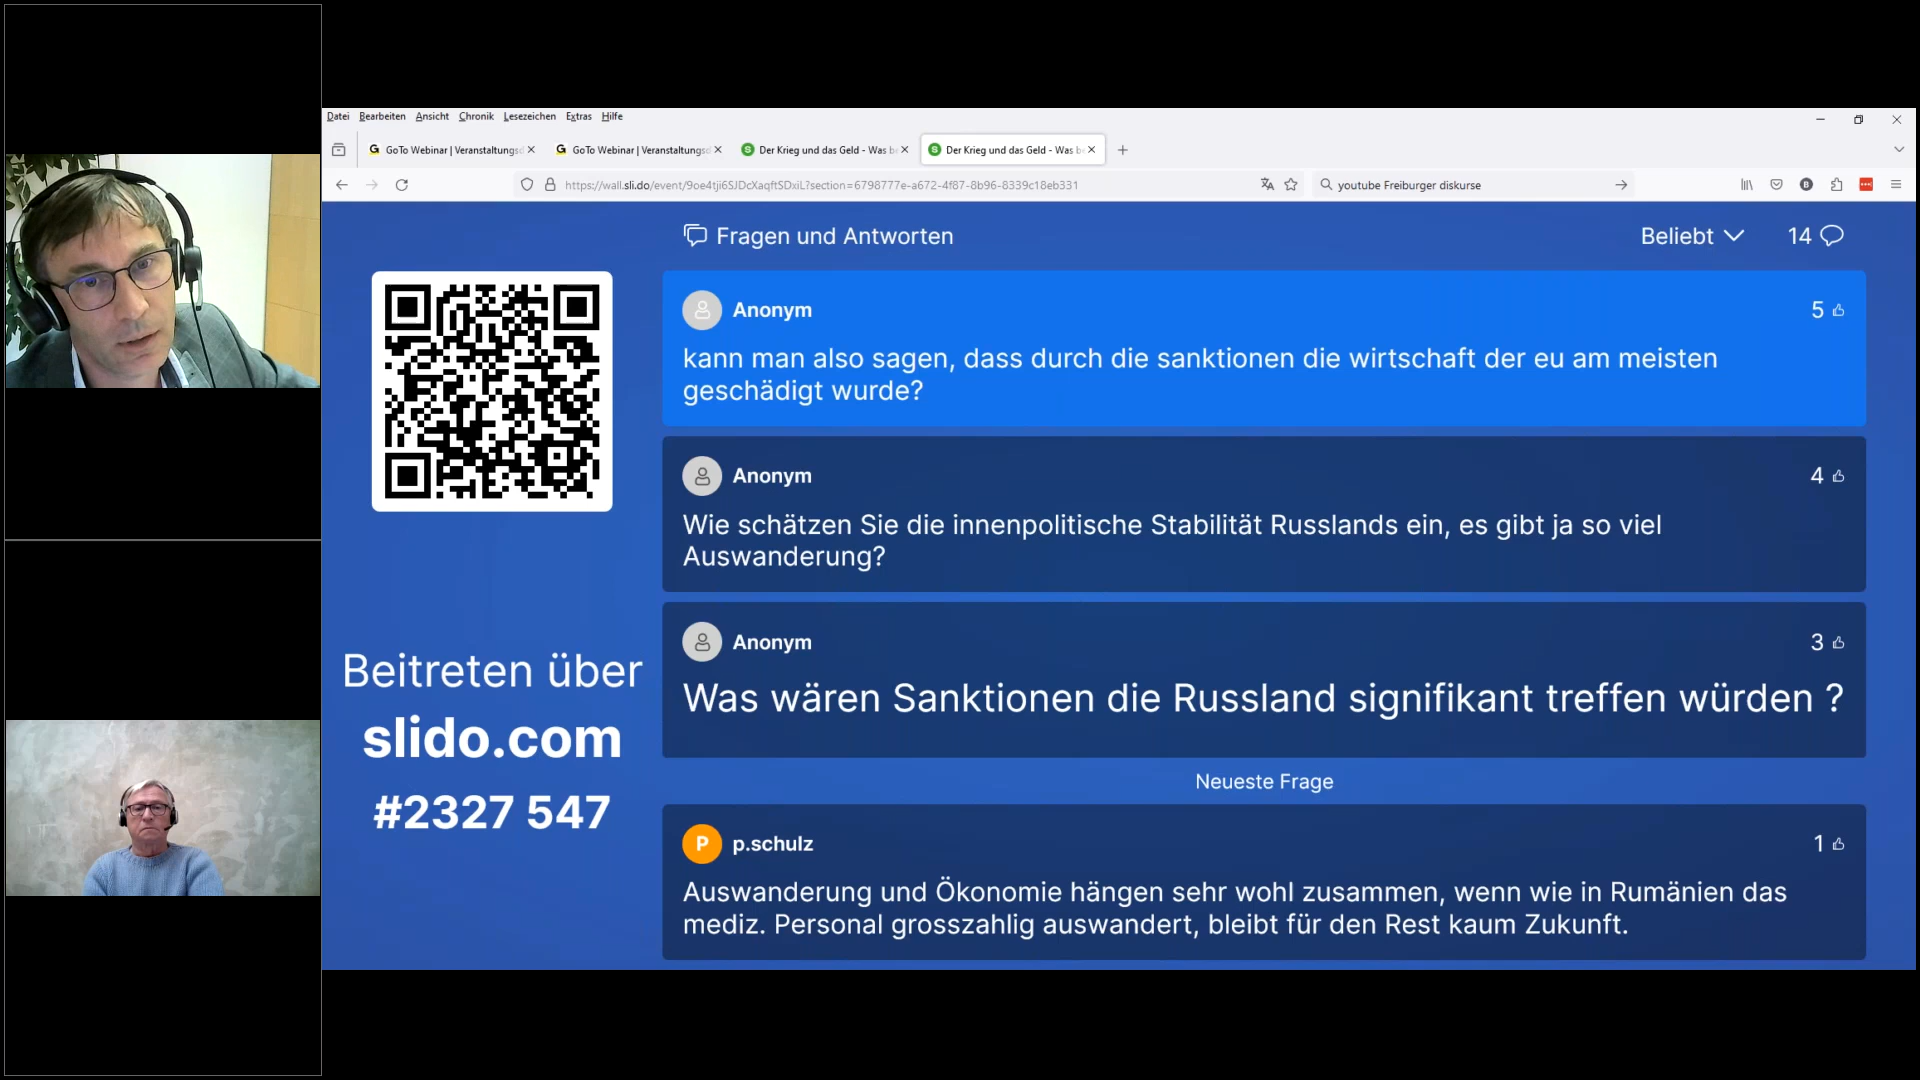 Datei Bearbeiten Ansicht Chronik Lesezeichen Extras Hilfe
GoTo Webinar | Veranstaltungsd
GoTo Webinar | Veranstaltungsd
Der Krieg und das Geld - Was b
Der Krieg und das Geld - Was b
https://wall.sli.do/event/9oe4tji6SJDcXaqftSDxiL?section=6798777e-a672-4f87-8b96-8339c18eb331
youtube Freiburger diskurse
Fragen und Antworten
Beliebt
14
Anonym
5
kann man also sagen, dass durch die sanktionen die wirtschaft der eu am meisten
geschädigt wurde?
Anonym
4
Wie schätzen Sie die innenpolitische Stabilität Russlands ein, es gibt ja so viel
Auswanderung?
Anonym
3
Was wären Sanktionen die Russland signifikant treffen würden ?
Neueste Frage
P p.schulz
1
Auswanderung und Ökonomie hängen sehr wohl zusammen, wenn wie in Rumänien das
mediz. Personal grosszahlig auswandert, bleibt für den Rest kaum Zukunft.
Beitreten über
slido.com
#2327 547